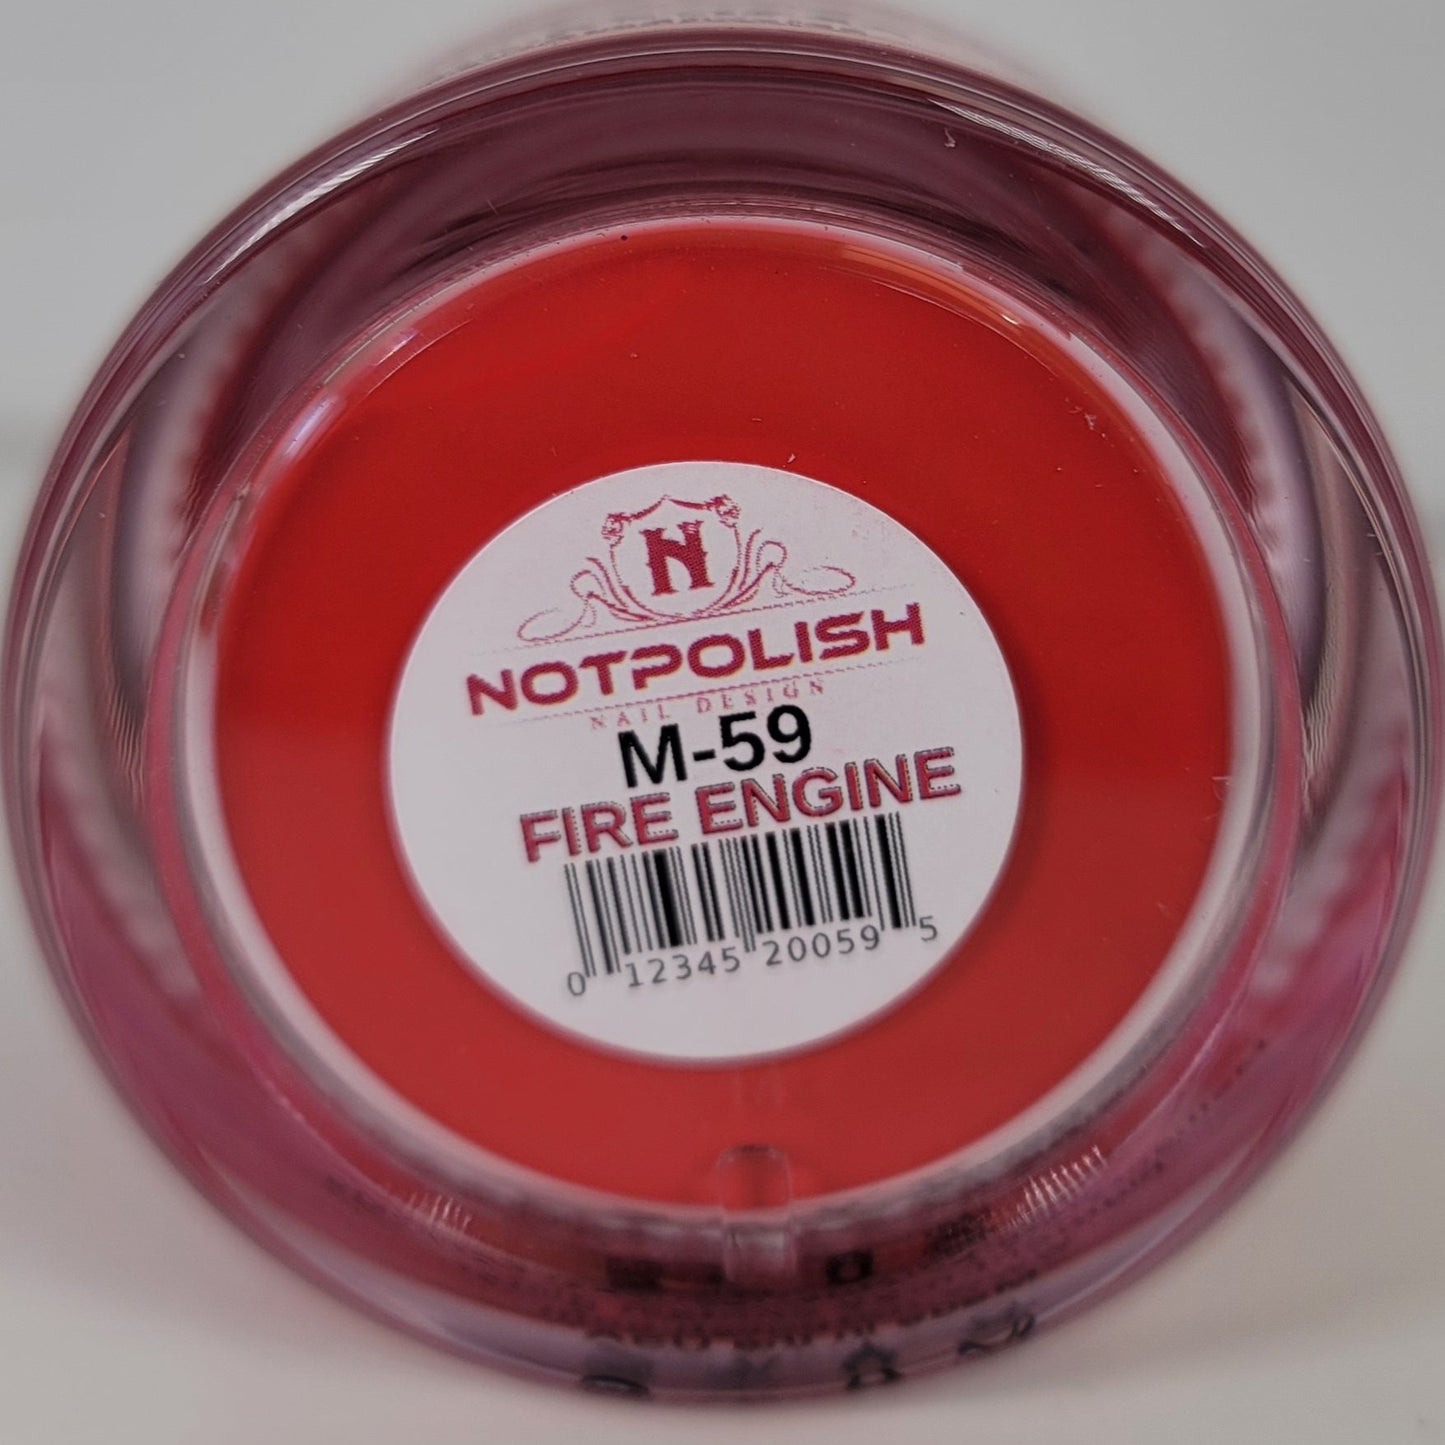 N
NOTPOLISH
NAIL DESIGN
M-59
FIRE ENGINE
0 12345 20059 5